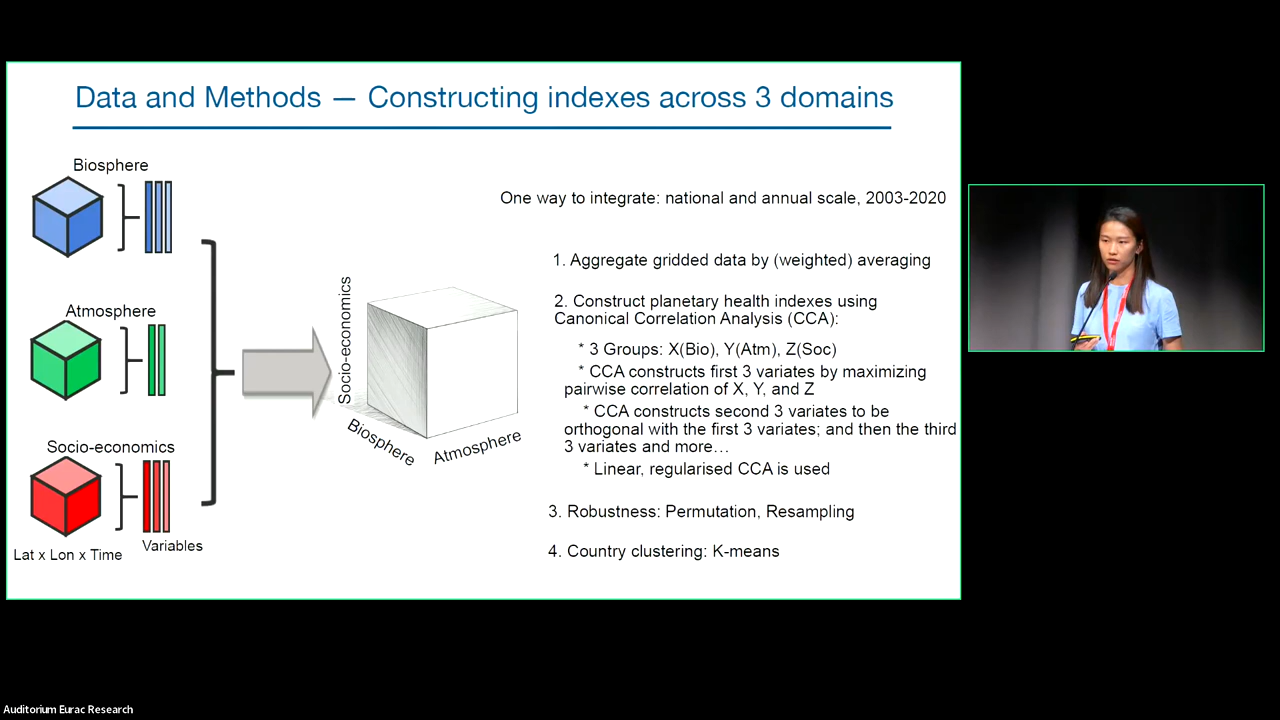 Data and Methods — Constructing indexes across 3 domains
Biosphere
Atmosphere
Socio-economics
Lat x Lon x Time
Variables
Socio-economics
Biosphere
Atmosphere
One way to integrate: national and annual scale, 2003-2020
1. Aggregate gridded data by (weighted) averaging
2. Construct planetary health indexes using
Canonical Correlation Analysis (CCA):
* 3 Groups: X(Bio), Y(Atm), Z(Soc)
* CCA constructs first 3 variates by maximizing
pairwise correlation of X, Y, and Z
* CCA constructs second 3 variates to be
orthogonal with the first 3 variates; and then the third
3 variates and more…
* Linear, regularised CCA is used
3. Robustness: Permutation, Resampling
4. Country clustering: K-means
Auditorium Eurac Research